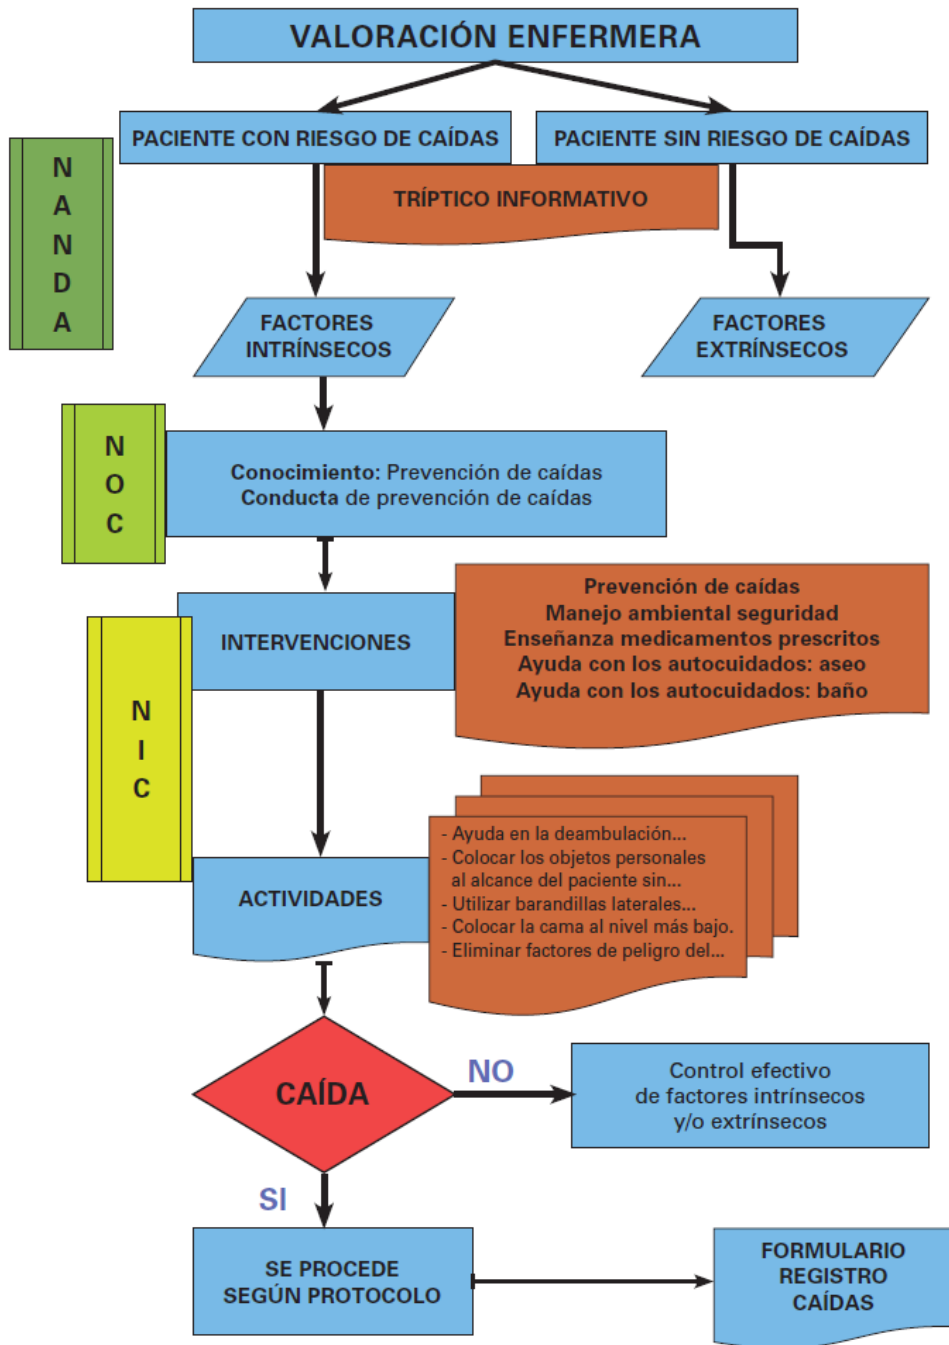 VALORACIÓN ENFERMERA
PACIENTE CON RIESGO DE CAÍDAS
PACIENTE SIN RIESGO DE CAÍDAS
N
A
N
D
A
TRÍPTICO INFORMATIVO
FACTORES
INTRÍNSECOS
FACTORES
EXTRÍNSECOS
N
O
C
Conocimiento: Prevención de caídas
Conducta de prevención de caídas
N
I
C
INTERVENCIONES
Prevención de caídas
Manejo ambiental seguridad
Enseñanza medicamentos prescritos
Ayuda con los autocuidados: aseo
Ayuda con los autocuidados: baño
ACTIVIDADES
- Ayuda en la deambulación...
- Colocar los objetos personales
al alcance del paciente sin...
- Utilizar barandillas laterales...
- Colocar la cama al nivel más bajo.
- Eliminar factores de peligro del...
CAÍDA
NO
Control efectivo
de factores intrínsecos
y/o extrínsecos
SI
SE PROCEDE
SEGÚN PROTOCOLO
FORMULARIO
REGISTRO
CAÍDAS